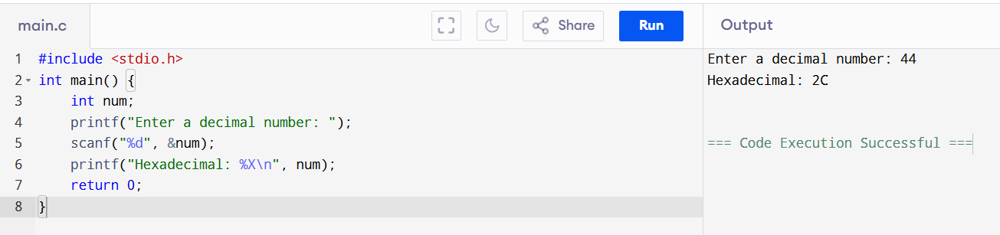 main.c
Share
Run
Output
1 #include <stdio.h>
2 int main() {
3     int num;
4     printf("Enter a decimal number: ");
5     scanf("%d", &num);
6     printf("Hexadecimal: %X\n", num);
7     return 0;
8 }
Enter a decimal number: 44
Hexadecimal: 2C
=== Code Execution Successful ===